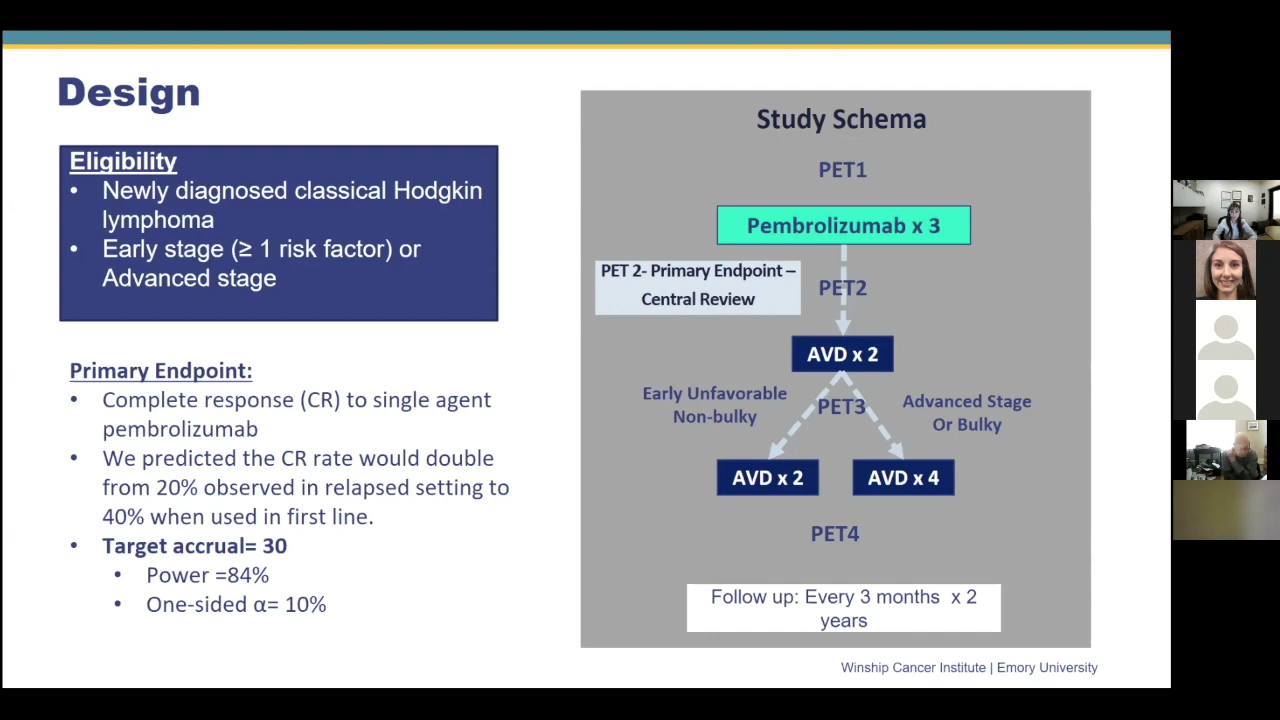 Design
Eligibility
• Newly diagnosed classical Hodgkin
lymphoma
• Early stage (≥ 1 risk factor) or
Advanced stage
Primary Endpoint:
• Complete response (CR) to single agent
pembrolizumab
• We predicted the CR rate would double
from 20% observed in relapsed setting to
40% when used in first line.
• Target accrual= 30
• Power =84%
• One-sided α= 10%
Study Schema
PET1
Pembrolizumab x 3
PET 2- Primary Endpoint –
Central Review
PET2
AVD x 2
Early Unfavorable
Non-bulky
PET3
Advanced Stage
Or Bulky
AVD x 2
AVD x 4
PET4
Follow up: Every 3 months x 2
years
Winship Cancer Institute | Emory University